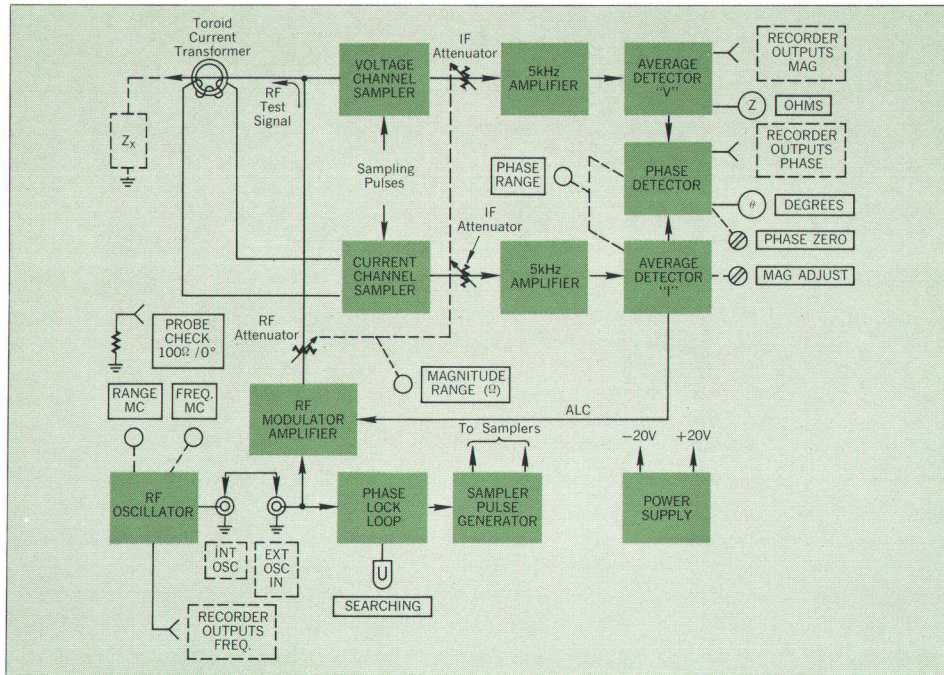 Toroid
Current
Transformer
RF
Test
Signal
Z
X
VOLTAGE
CHANNEL
SAMPLER
IF
Attenuator
5kHz
AMPLIFIER
AVERAGE
DETECTOR
"V"
RECORDER
OUTPUTS
MAG
Z
OHMS
RECORDER
OUTPUTS
PHASE
Sampling
Pulses
PHASE
RANGE
PHASE
DETECTOR
θ
DEGREES
PHASE ZERO
IF
Attenuator
CURRENT
CHANNEL
SAMPLER
5kHz
AMPLIFIER
AVERAGE
DETECTOR
"I"
MAG ADJUST
PROBE
CHECK
100Ω /0°
RF
Attenuator
MAGNITUDE
RANGE (Ω)
RANGE
MC
FREQ.
MC
RF
MODULATOR
AMPLIFIER
ALC
To Samplers
−20V
+20V
RF
OSCILLATOR
PHASE
LOCK
LOOP
SAMPLER
PULSE
GENERATOR
POWER
SUPPLY
INT
OSC
EXT
OSC
IN
SEARCHING
RECORDER
OUTPUTS
FREQ.